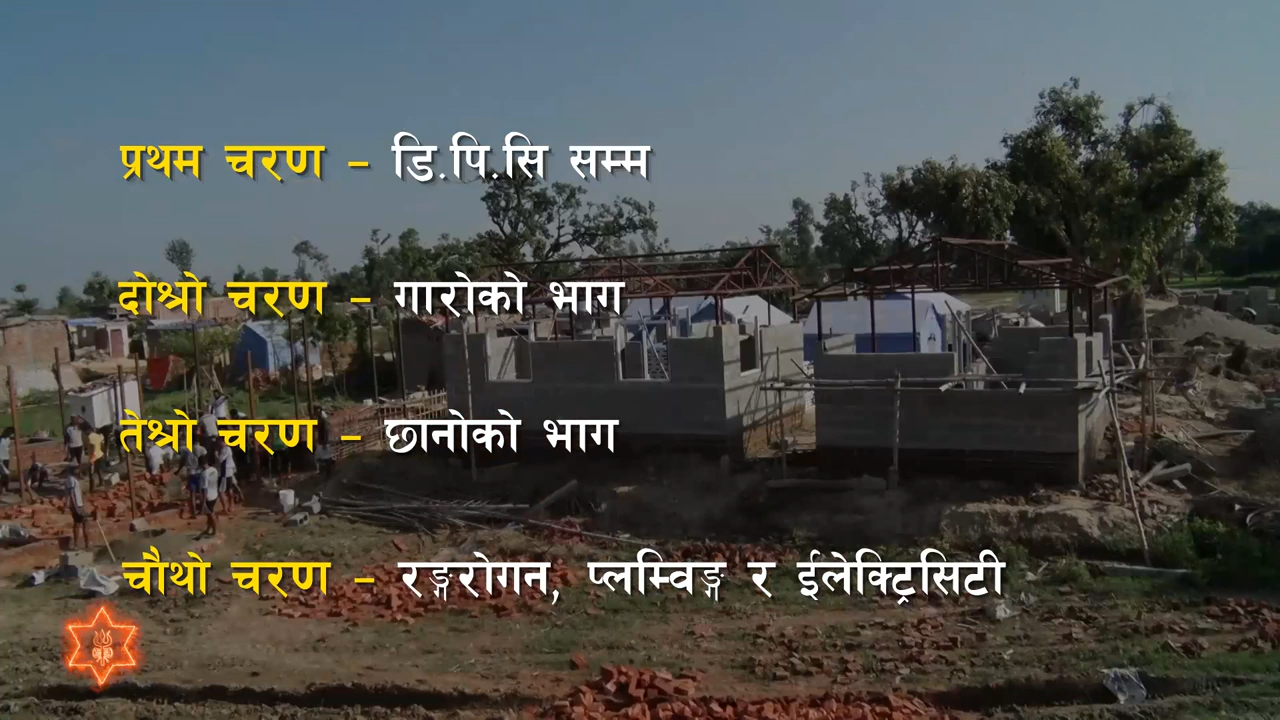 प्रथम चरण – डि.पि.सि सम्म
दोश्रो चरण – गारोको भाग
तेश्रो चरण – छानोको भाग
चौथो चरण – रङ्गरोगन, प्लम्विङ्ग र ईलेक्ट्रिसिटी